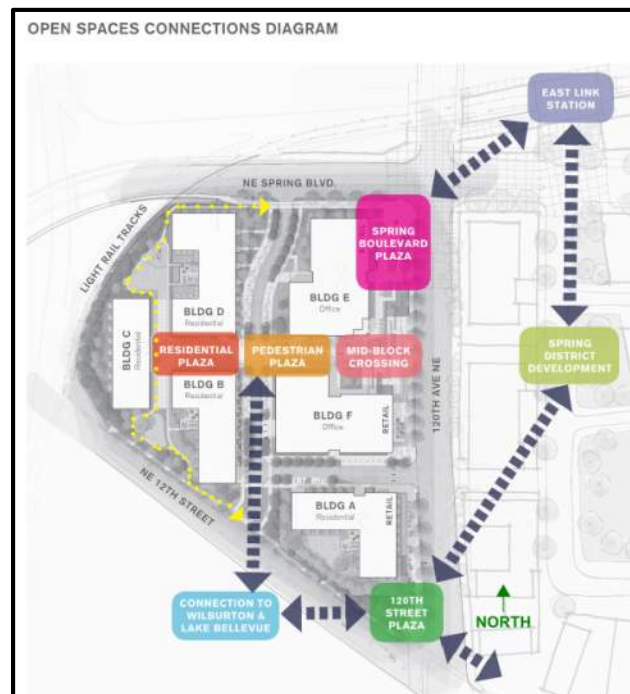 OPEN SPACES CONNECTIONS DIAGRAM
EAST LINK
STATION
NE SPRING BLVD.
SPRING
BOULEVARD
PLAZA
LIGHT RAIL TRACKS
BLDG D
Residential
BLDG E
Office
BLDG C
Residential
RESIDENTIAL
PLAZA
PEDESTRIAN
PLAZA
MID-BLOCK
CROSSING
120TH AVE NE
SPRING
DISTRICT
DEVELOPMENT
BLDG B
Residential
BLDG F
Office
RETAIL
NE 12TH STREET
BLDG A
Residential
RETAIL
CONNECTION TO
WILBURTON &
LAKE BELLEVUE
120TH
STREET
PLAZA
NORTH